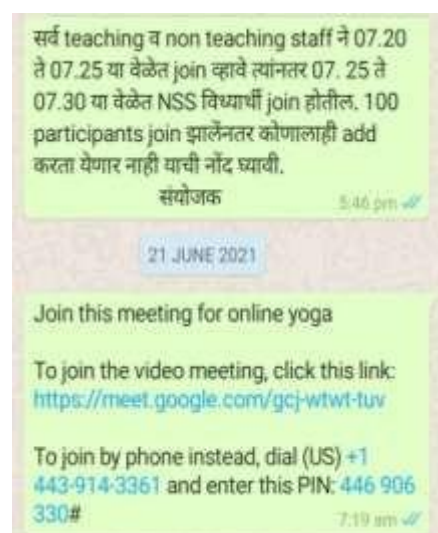 सर्व teaching व non teaching staff ने 07.20
ते 07.25 या वेळेत join व्हावे त्यांनतर 07. 25 ते
07.30 या वेळेत NSS विध्यार्थी join होतील. 100
participants join झालेंनतर कोणालाही add
करता येणार नाही याची नोंद घ्यावी.
संयोजक
5:46 pm
21 JUNE 2021
Join this meeting for online yoga
To join the video meeting, click this link:
https://meet.google.com/gcj-wtwt-tuv
To join by phone instead, dial (US) +1
443-914-3361 and enter this PIN: 446 906
330#
7:19 am